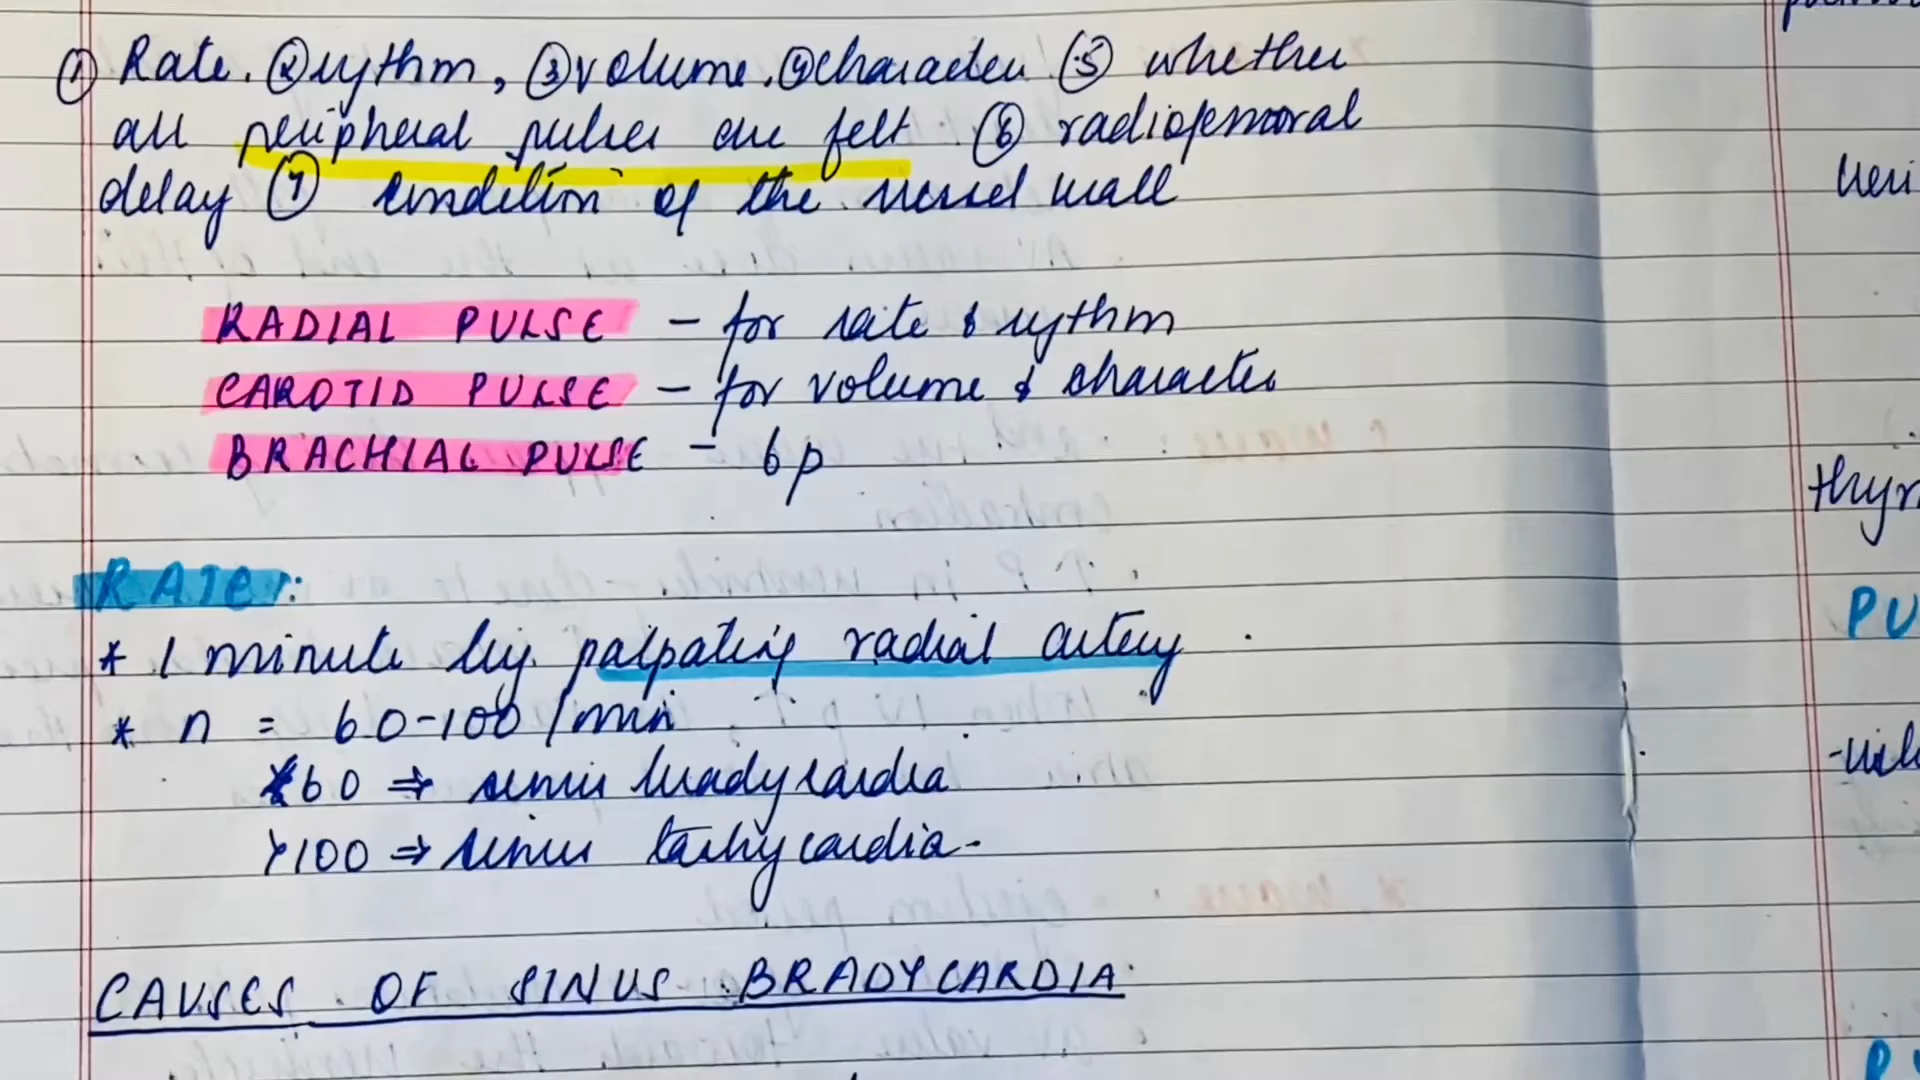 ① Rate. ② rythm, ③ volume. ④ character ⑤ whether
all peripheral pulses are felt ⑥ radiofemoral
delay ⑦ condition of the vessel wall
RADIAL PULSE – for rate & rythm
CAROTID PULSE – for volume & character
BRACHIAL PULSE – bp
RATE:
* 1 minute by palpating radial artery
* n = 60-100/min
<60 ⇒ sinus bradycardia
>100 ⇒ sinus tachycardia.
CAUSES OF SINUS BRADYCARDIA
PU